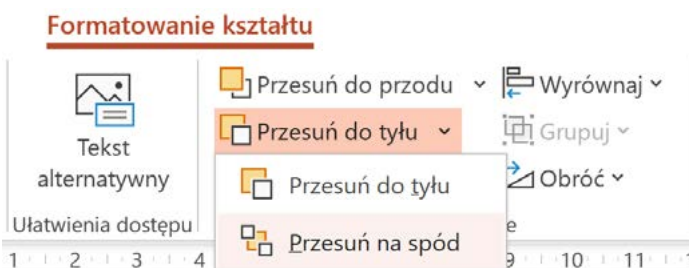 Formatowanie kształtu
Tekst
alternatywny
Ułatwienia dostępu
Przesuń do przodu
Przesuń do tyłu
Przesuń do tyłu
Przesuń na spód
Wyrównaj
Grupuj
Obróć
e
1 2 3 4 9 10 11